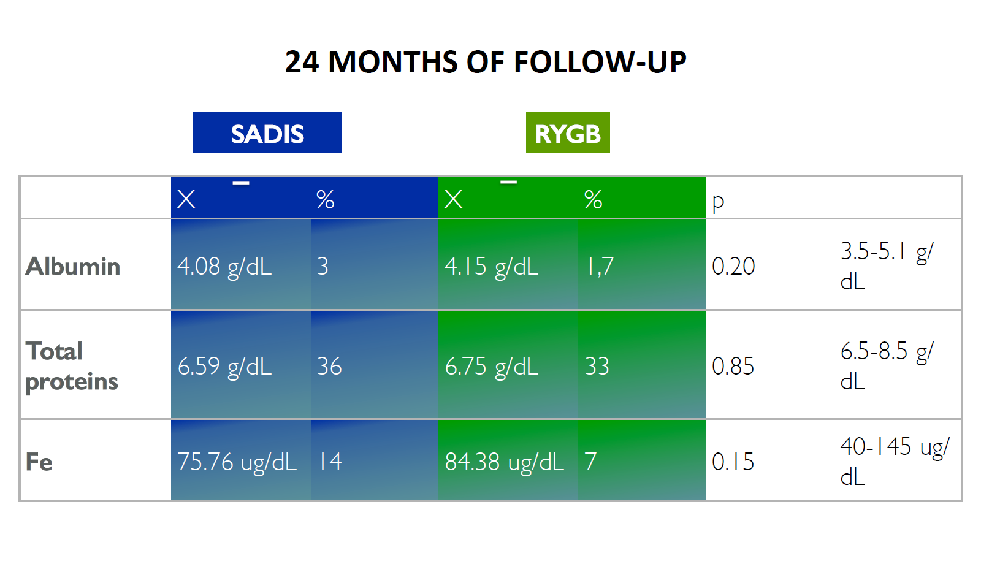 24 MONTHS OF FOLLOW-UP
SADIS RYGB
X % X % p
Albumin 4.08 g/dL 3 4.15 g/dL 1,7 0.20 3.5-5.1 g/
dL
Total
proteins 6.59 g/dL 36 6.75 g/dL 33 0.85 6.5-8.5 g/
dL
Fe 75.76 ug/dL 14 84.38 ug/dL 7 0.15 40-145 ug/
dL